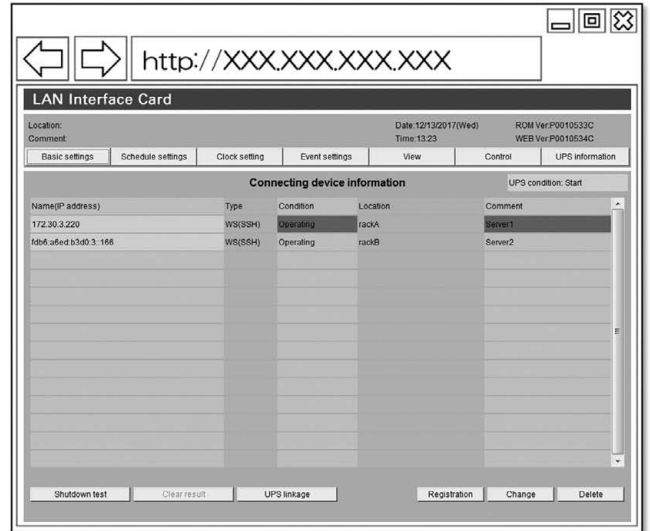 http://XXX.XXX.XXX.XXX
LAN Interface Card
Location: Date:12/13/2017(Wed) ROM Ver:P0010533C
Comment: Time:13:23 WEB Ver:P0010534C
Basic settings Schedule settings Clock setting Event settings View Control UPS information
Connecting device information UPS condition: Start
Name(IP address) Type Condition Location Comment
172.30.3.220 WS(SSH) Operating rackA Server1
fdb6:a6ed:b3d0:3::166 WS(SSH) Operating rackB Server2
Shutdown test Clear result UPS linkage Registration Change Delete